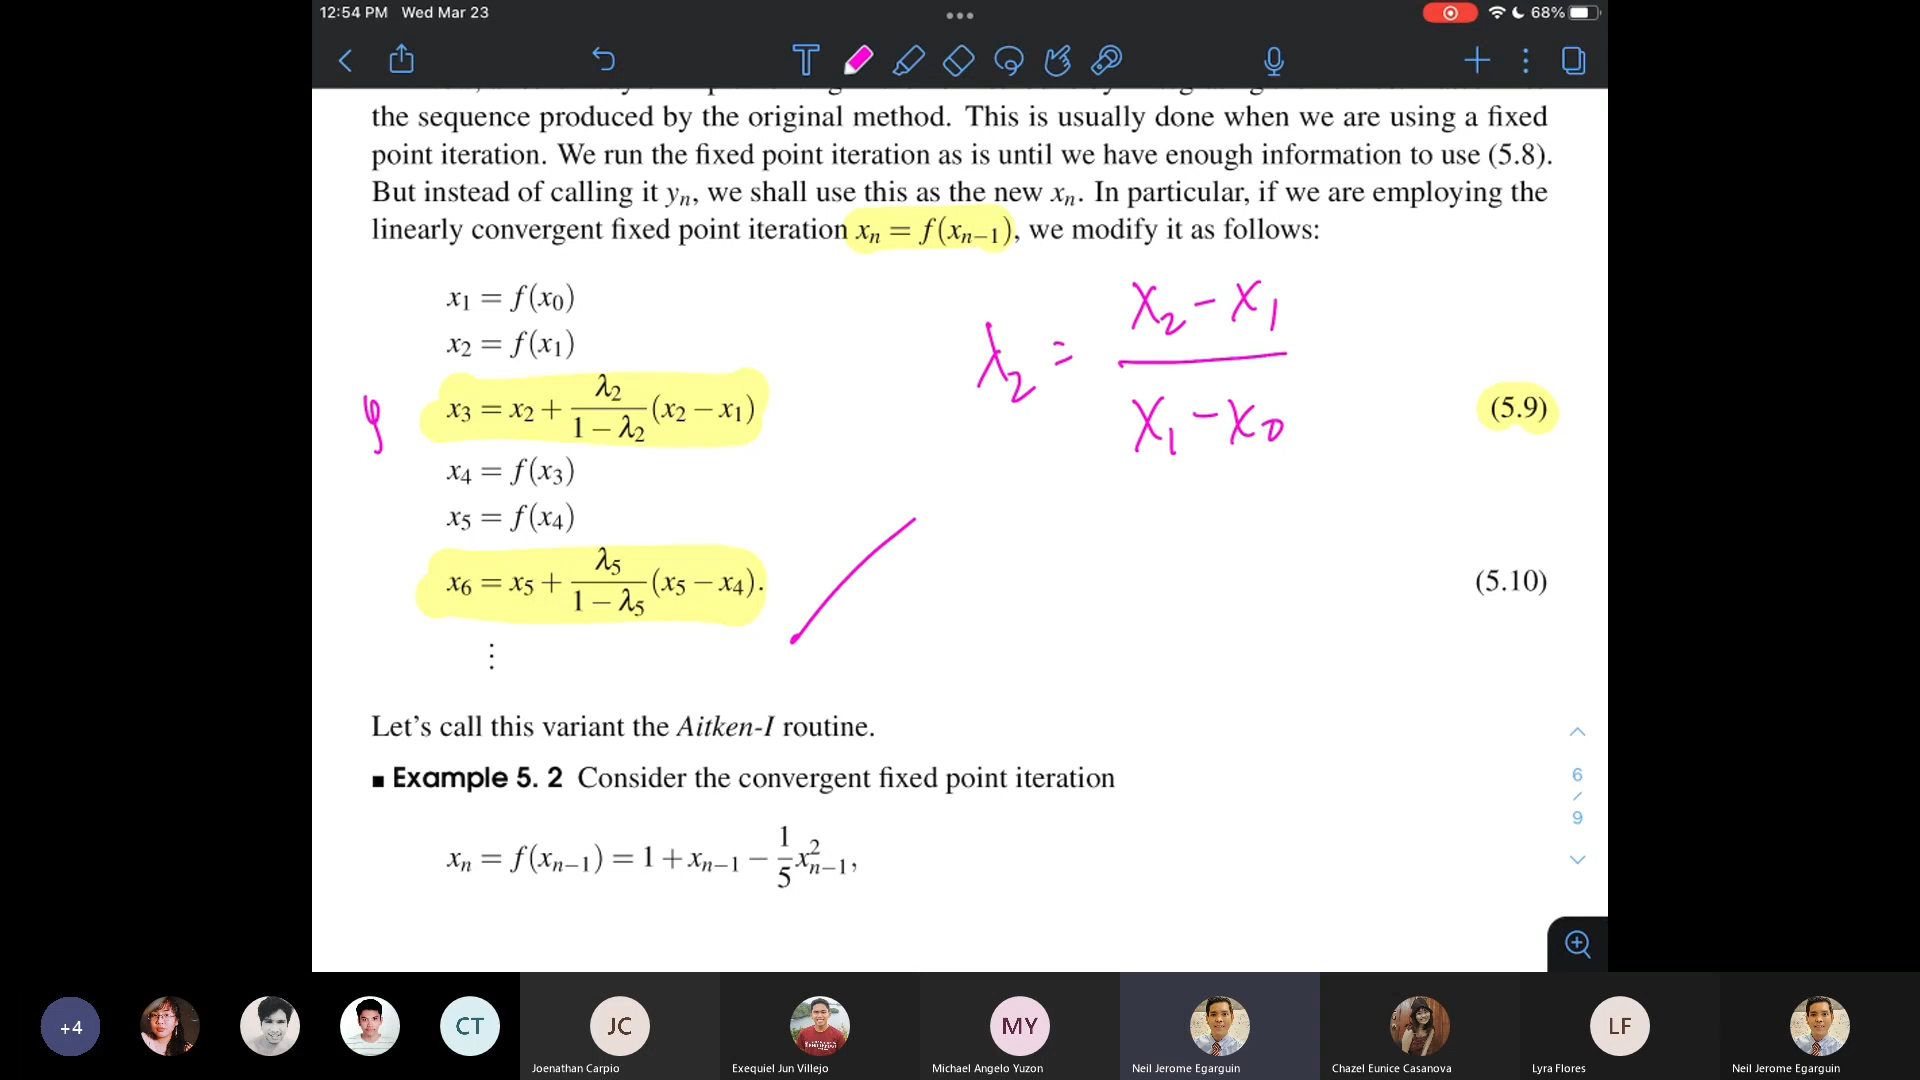 12:54 PM Wed Mar 23
68%
the sequence produced by the original method. This is usually done when we are using a fixed
point iteration. We run the fixed point iteration as is until we have enough information to use (5.8).
But instead of calling it yₙ, we shall use this as the new xₙ. In particular, if we are employing the
linearly convergent fixed point iteration xₙ = f(xₙ₋₁), we modify it as follows:
x₁ = f(x₀)
x₂ = f(x₁)
x₃ = x₂ + λ₂/(1 − λ₂) (x₂ − x₁) (5.9)
λ₂ = (x₂ − x₁)/(x₁ − x₀)
x₄ = f(x₃)
x₅ = f(x₄)
x₆ = x₅ + λ₅/(1 − λ₅) (x₅ − x₄). (5.10)
⋮
Let's call this variant the Aitken-I routine.
■ Example 5. 2 Consider the convergent fixed point iteration
xₙ = f(xₙ₋₁) = 1 + xₙ₋₁ − 1/5 x²ₙ₋₁,
6
/
9
+4
CT
JC
MY
LF
Joenathan Carpio
Exequiel Jun Villejo
Michael Angelo Yuzon
Neil Jerome Egarguin
Chazel Eunice Casanova
Lyra Flores
Neil Jerome Egarguin